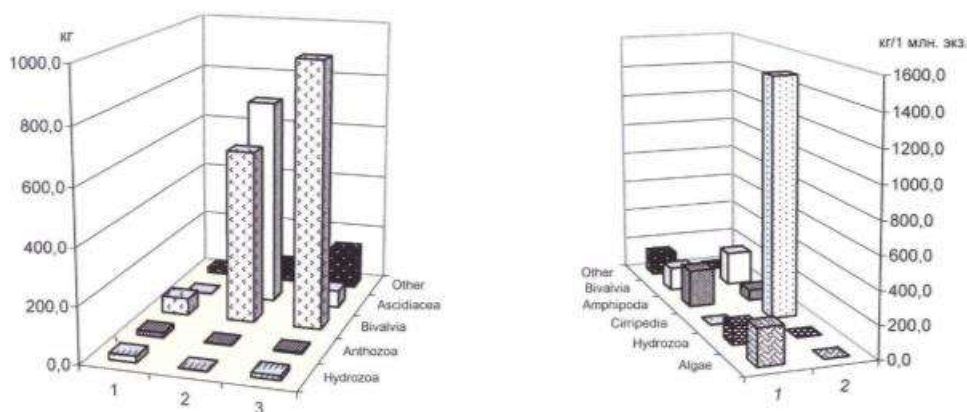 кг
1000,0
800,0
600,0
400,0
200,0
0,0
1
2
3
Other
Ascidiacea
Bivalvia
Anthozoa
Hydrozoa
кг/1 млн. экз.
1600,0
1400,0
1200,0
1000,0
800,0
600,0
400,0
200,0
0,0
Other
Bivalvia
Amphipoda
Cirripedia
Hydrozoa
Algae
1
2